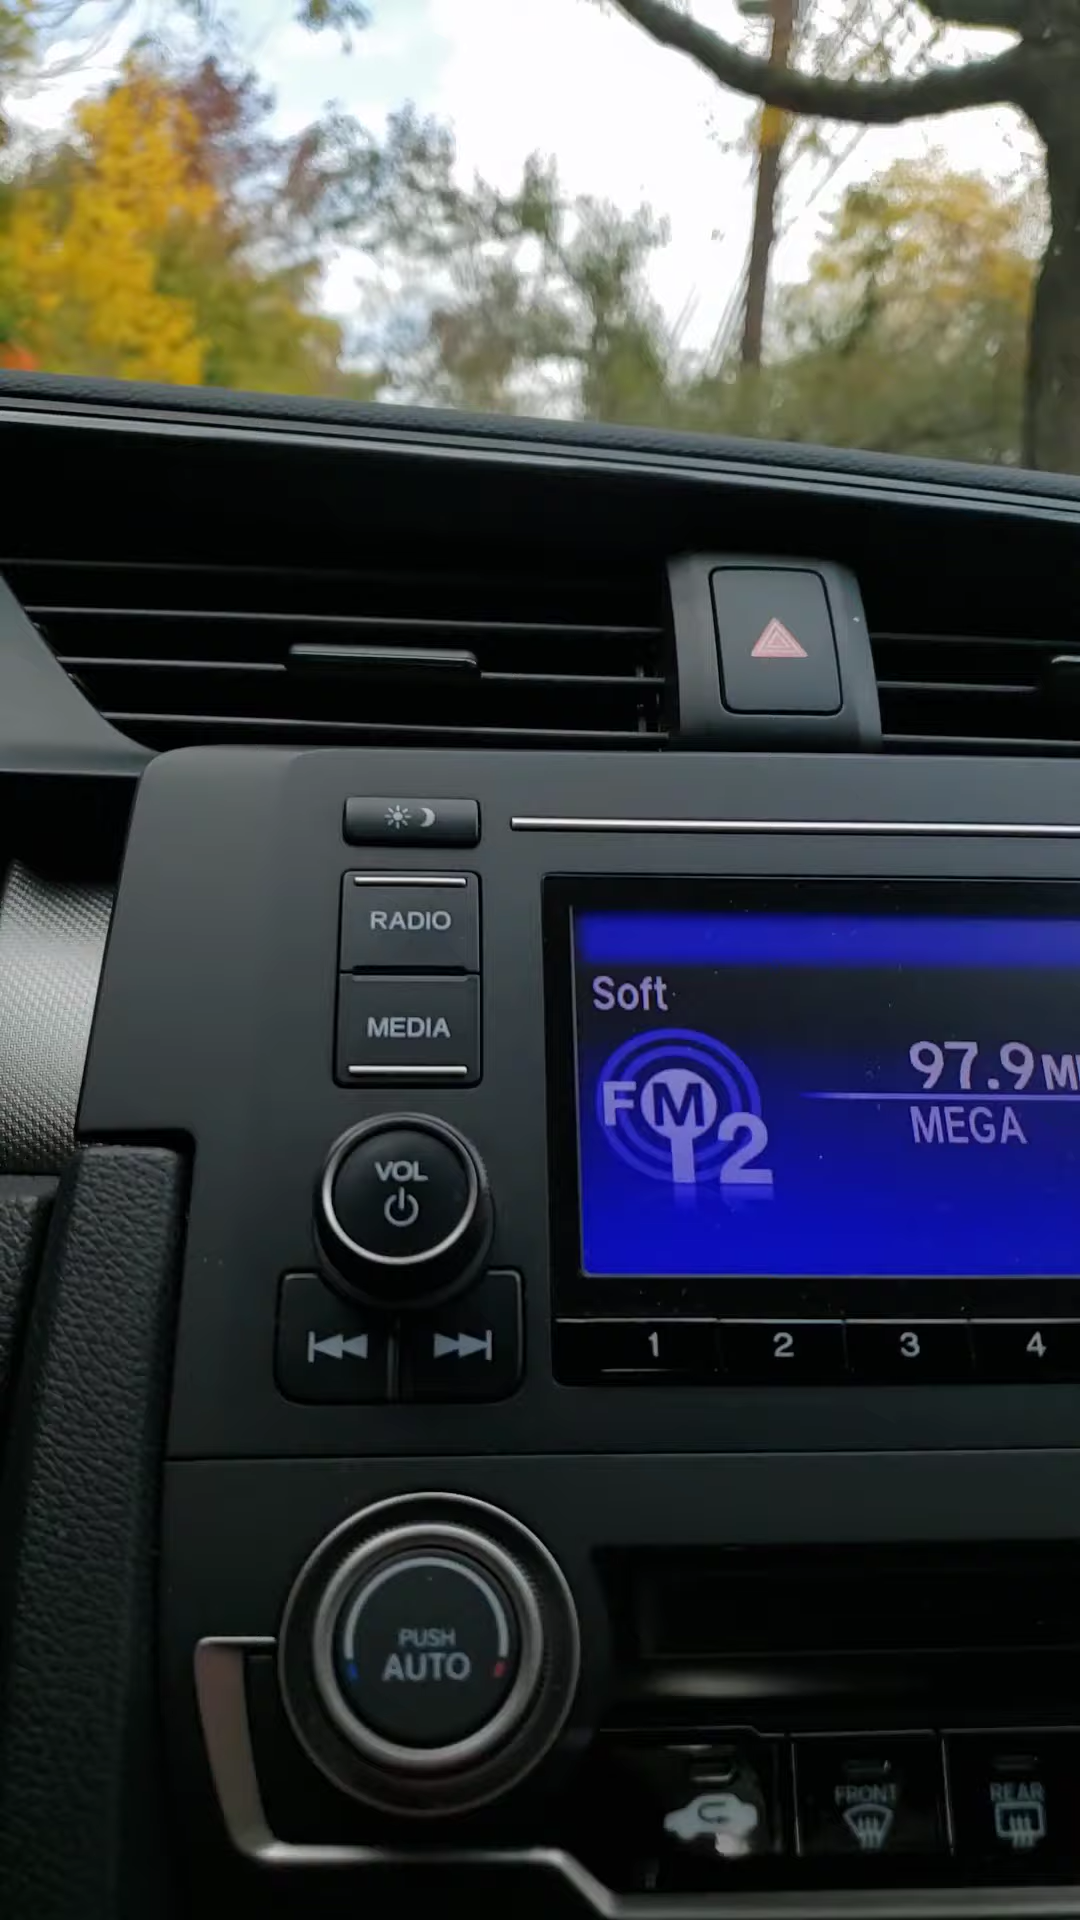 RADIO
MEDIA
VOL
Soft
97.9
MEGA
FM2
1 2 3 4
PUSH
AUTO
FRONT
REAR